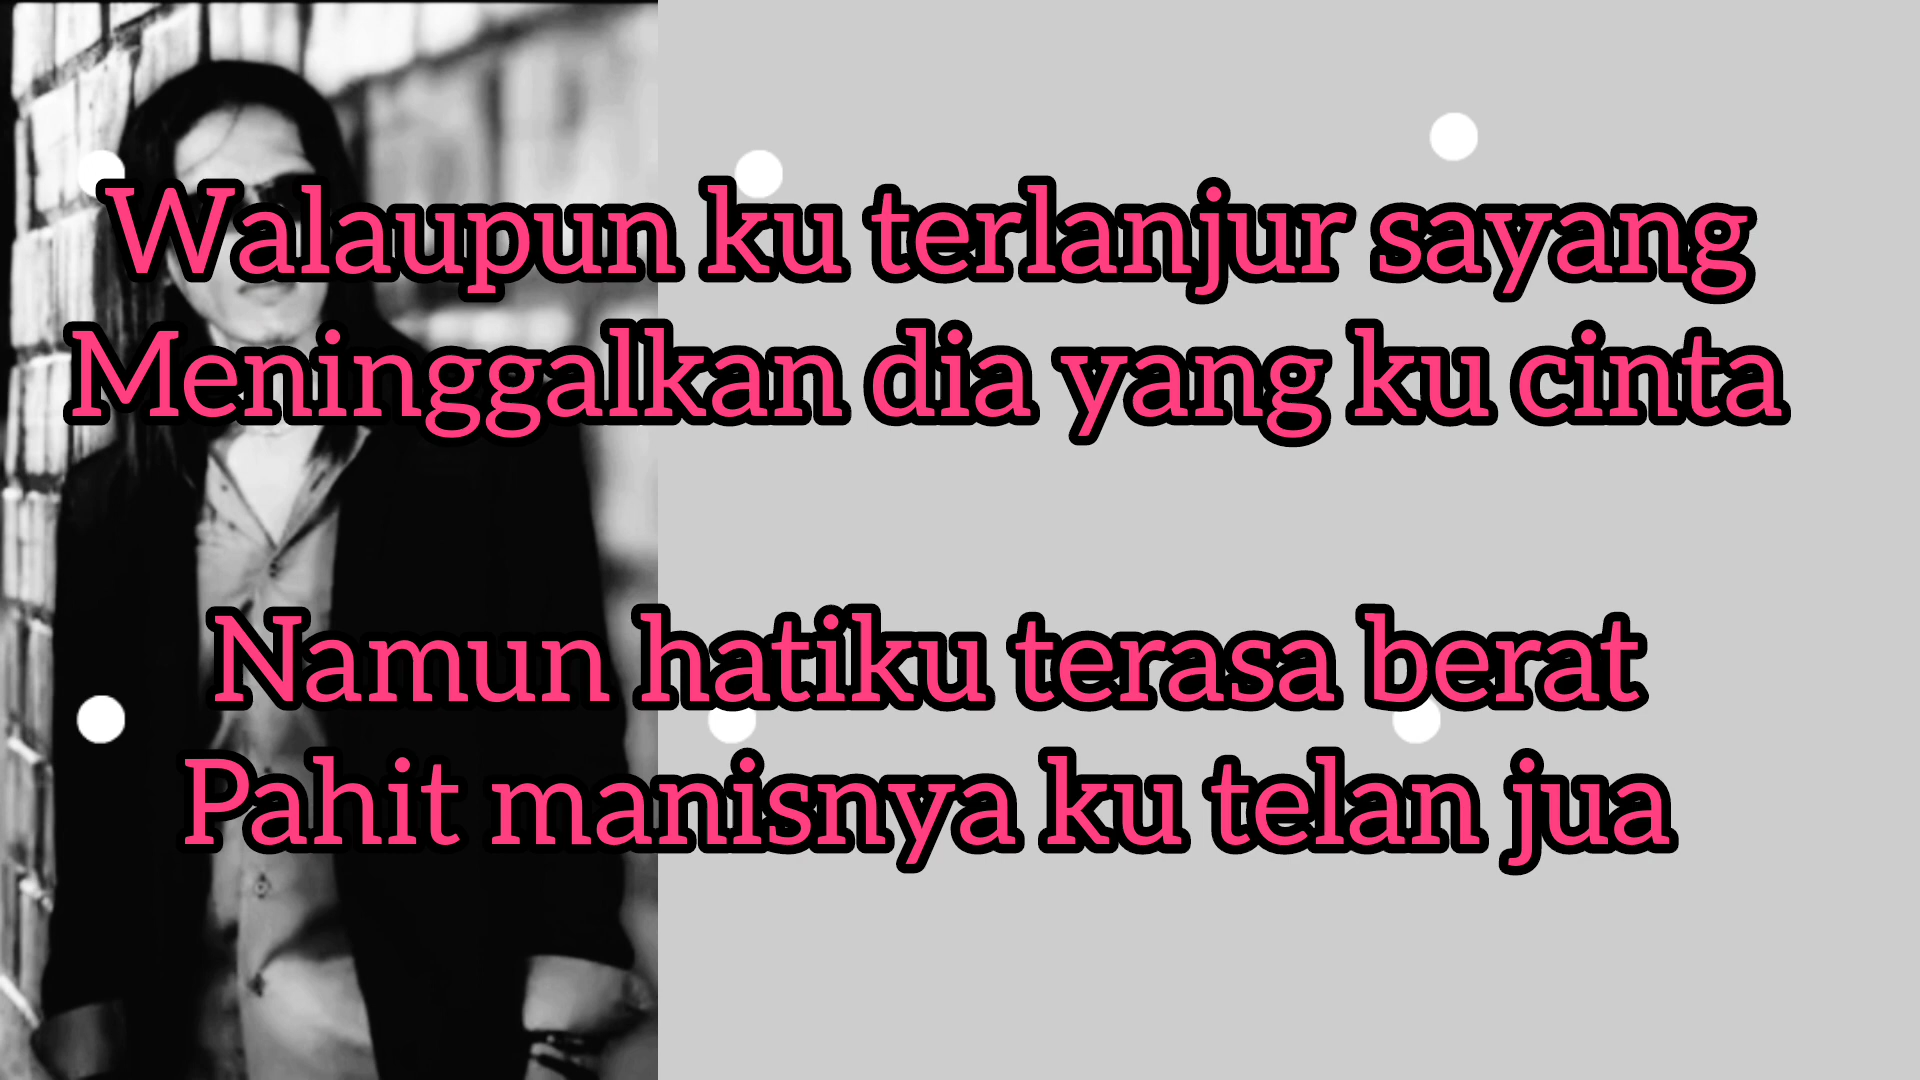 Walaupun ku terlanjur sayang
Meninggalkan dia yang ku cinta
Namun hatiku terasa berat
Pahit manisnya ku telan jua